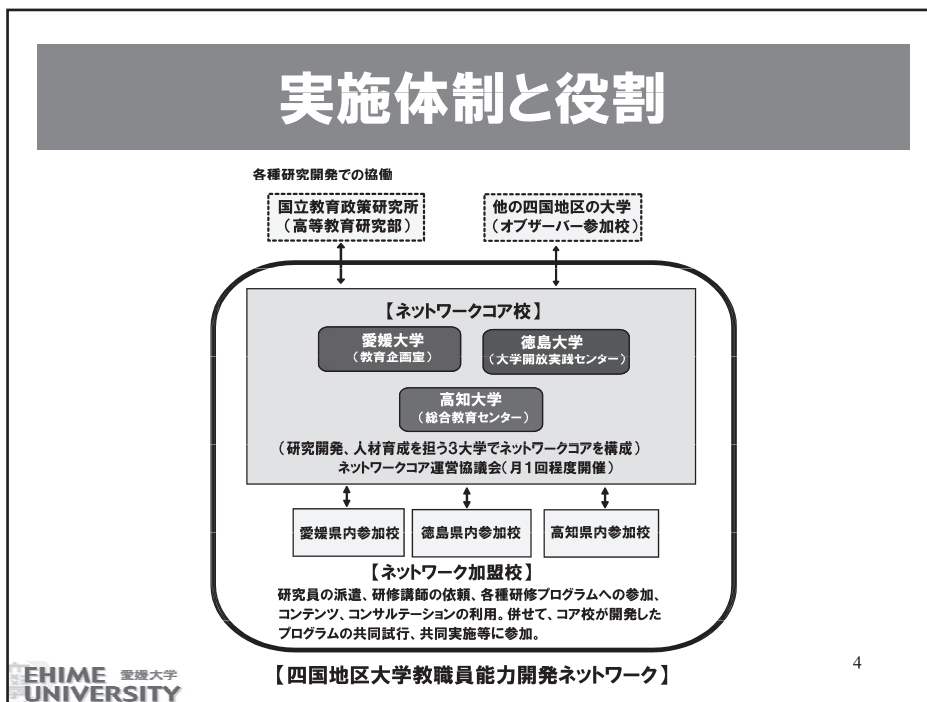 実施体制と役割
各種研究開発での協働
国立教育政策研究所
（高等教育研究部）
他の四国地区の大学
（オブザーバー参加校）
【ネットワークコア校】
愛媛大学
（教育企画室）
徳島大学
（大学開放実践センター）
高知大学
（総合教育センター）
（研究開発、人材育成を担う３大学でネットワークコアを構成）
ネットワークコア運営協議会（月１回程度開催）
愛媛県内参加校
徳島県内参加校
高知県内参加校
【ネットワーク加盟校】
研究員の派遣、研修講師の依頼、各種研修プログラムへの参加、
コンテンツ、コンサルテーションの利用。併せて、コア校が開発した
プログラムの共同試行、共同実施等に参加。
【四国地区大学教職員能力開発ネットワーク】
4
EHIME 愛媛大学
UNIVERSITY